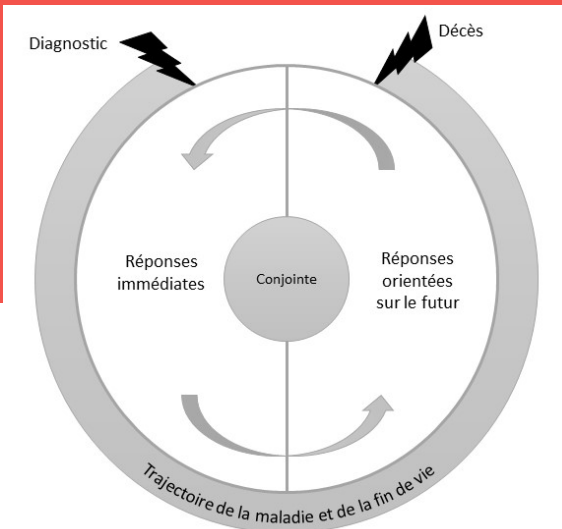 Diagnostic
Décès
Réponses
immédiates
Conjointe
Réponses
orientées
sur le futur
Trajectoire de la maladie et de la fin de vie